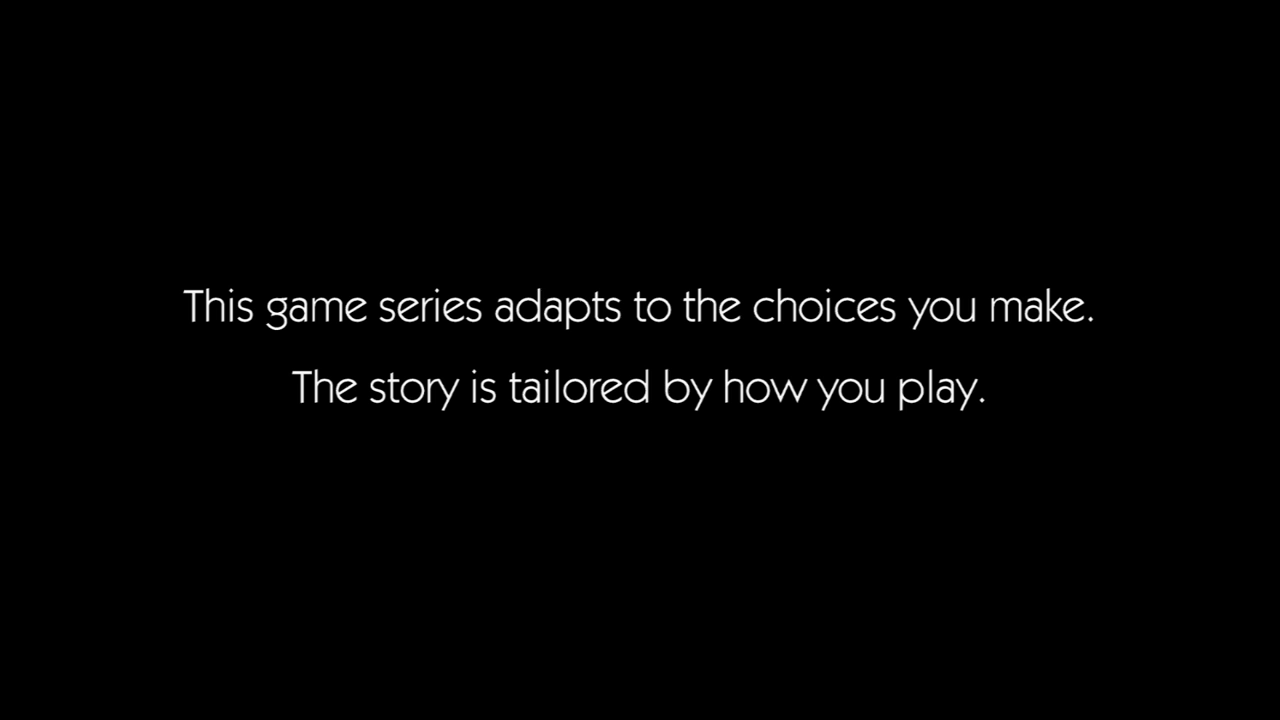 This game series adapts to the choices you make.
The story is tailored by how you play.